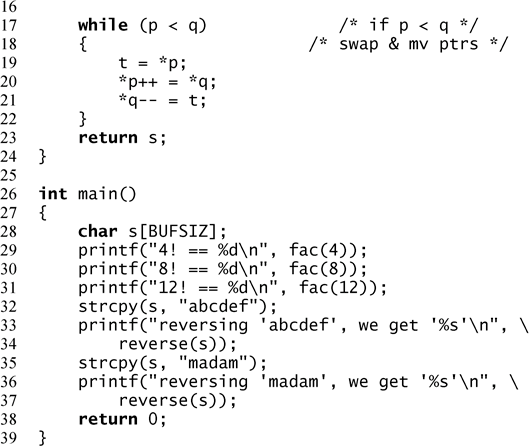 16
17 while (p < q) /* if p < q */
18 { /* swap & mv ptrs */
19 t = *p;
20 *p++ = *q;
21 *q-- = t;
22 }
23 return s;
24 }
25
26 int main()
27 {
28 char s[BUFSIZ];
29 printf("4! == %d\n", fac(4));
30 printf("8! == %d\n", fac(8));
31 printf("12! == %d\n", fac(12));
32 strcpy(s, "abcdef");
33 printf("reversing 'abcdef', we get '%s'\n", \
34 reverse(s));
35 strcpy(s, "madam");
36 printf("reversing 'madam', we get '%s'\n", \
37 reverse(s));
38 return 0;
39 }